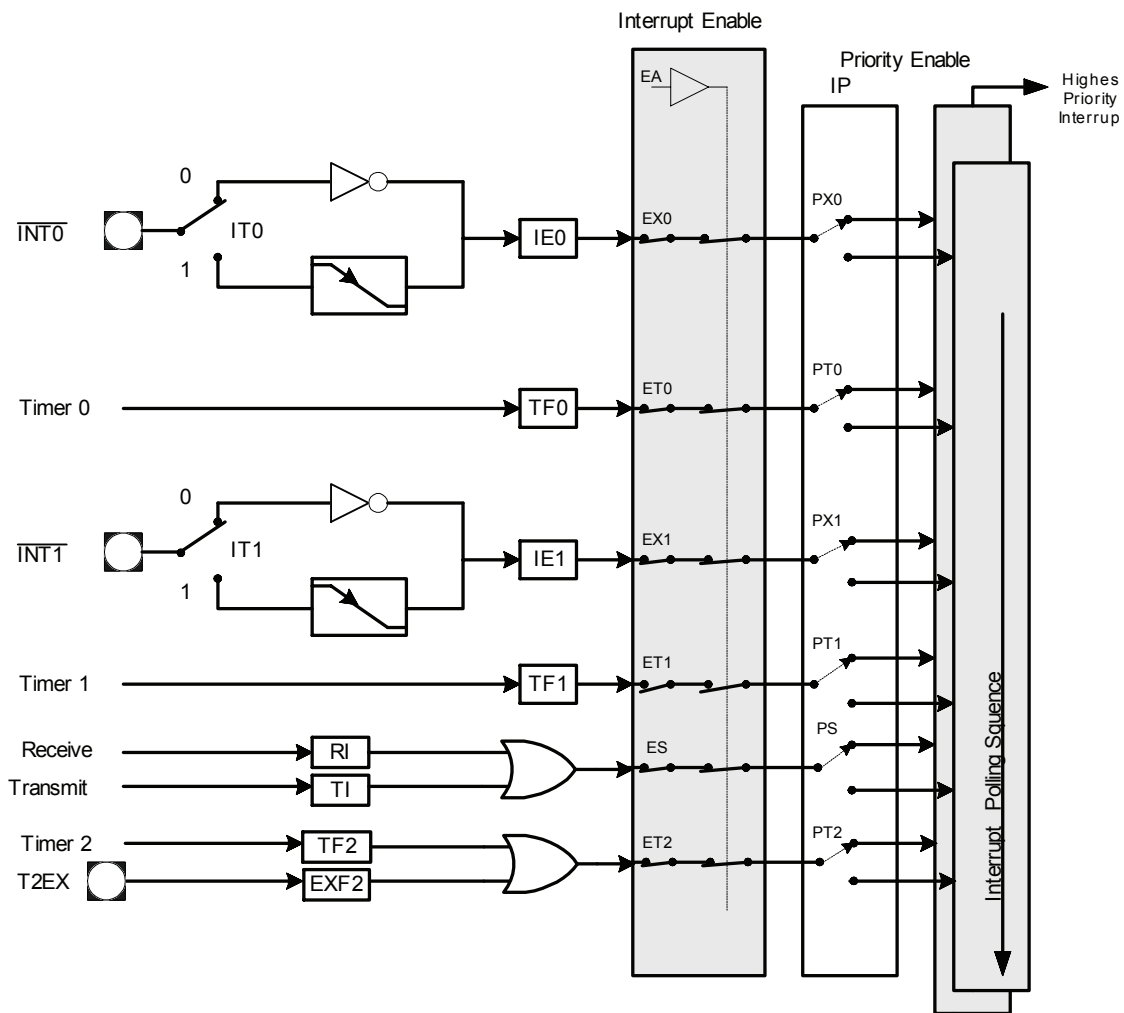 Interrupt Enable
Priority Enable
IP
Highes
Priority
Interrup
EA
0
INT0
IT0
1
IE0
EX0
PX0
Timer 0
TF0
ET0
PT0
0
INT1
IT1
1
IE1
EX1
PX1
Timer 1
TF1
ET1
PT1
Receive
RI
Transmit
TI
ES
PS
Timer 2
TF2
T2EX
EXF2
ET2
PT2
Interrupt Polling Squence